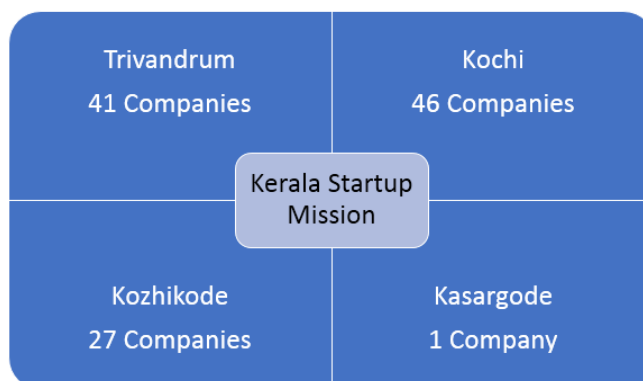 Trivandrum
41 Companies
Kochi
46 Companies
Kerala Startup
Mission
Kozhikode
27 Companies
Kasargode
1 Company